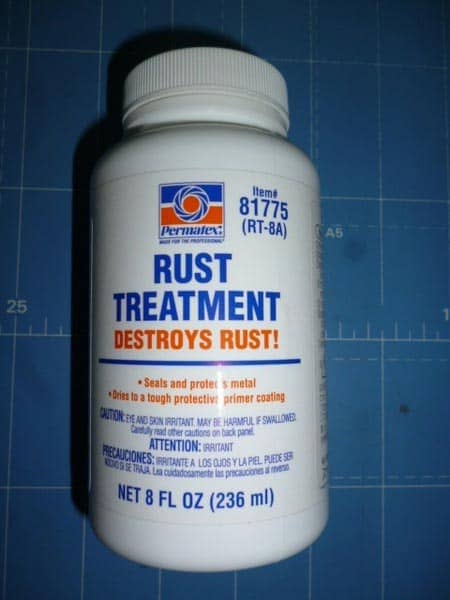 Permatex®
MADE FOR THE PROFESSIONAL®
Item#
81775
(RT-8A)
RUST
TREATMENT
DESTROYS RUST!
• Seals and protects metal
• Dries to a tough protective primer coating
CAUTION: EYE AND SKIN IRRITANT. MAY BE HARMFUL IF SWALLOWED.
Carefully read other cautions on back panel.
ATTENTION: IRRITANT
PRECAUCIONES: IRRITANTE A LOS OJOS Y LA PIEL. PUEDE SER
NOCIVO SI SE TRAJA. Lea cuidadosamente las precauciones al reverso.
NET 8 FL OZ (236 ml)
25
A5